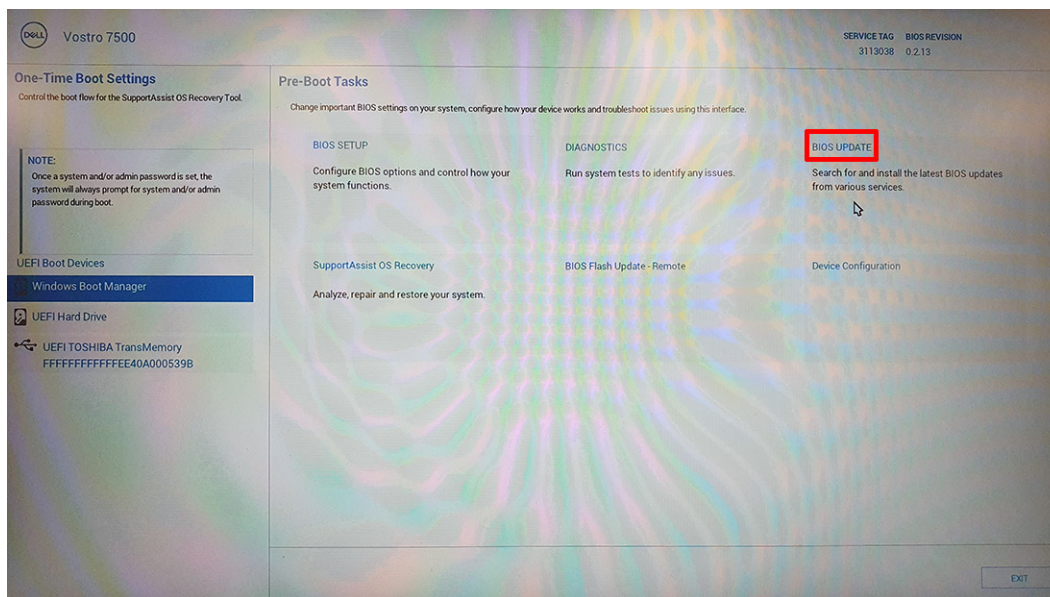 DELL
Vostro 7500
SERVICE TAG BIOS REVISION
3113038 0.2.13
One-Time Boot Settings
Control the boot flow for the SupportAssist OS Recovery Tool.
NOTE:
Once a system and/or admin password is set, the
system will always prompt for system and/or admin
password during boot.
UEFI Boot Devices
Windows Boot Manager
UEFI Hard Drive
UEFI TOSHIBA TransMemory
FFFFFFFFFFFFEE40A000539B
Pre-Boot Tasks
Change important BIOS settings on your system, configure how your device works and troubleshoot issues using this interface.
BIOS SETUP
Configure BIOS options and control how your
system functions.
DIAGNOSTICS
Run system tests to identify any issues.
BIOS UPDATE
Search for and install the latest BIOS updates
from various services.
SupportAssist OS Recovery
Analyze, repair and restore your system.
BIOS Flash Update - Remote
Device Configuration
EXIT